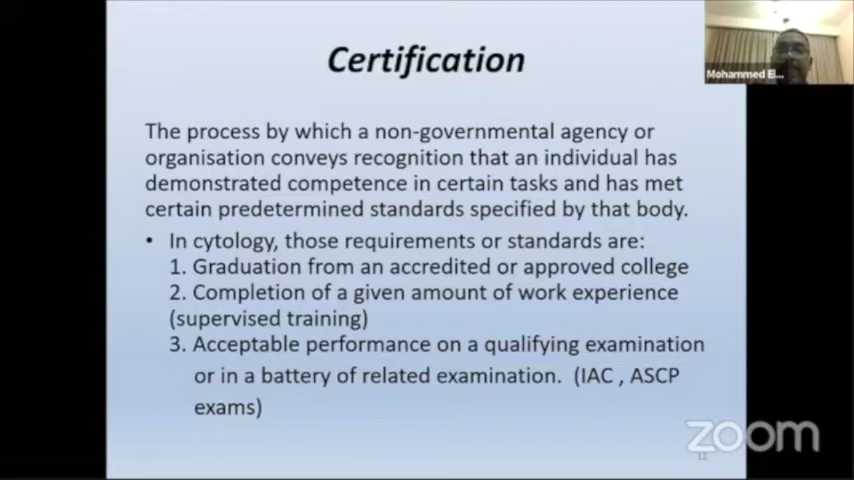 Certification
Mohammed El...
The process by which a non-governmental agency or
organisation conveys recognition that an individual has
demonstrated competence in certain tasks and has met
certain predetermined standards specified by that body.
• In cytology, those requirements or standards are:
1. Graduation from an accredited or approved college
2. Completion of a given amount of work experience
(supervised training)
3. Acceptable performance on a qualifying examination
or in a battery of related examination. (IAC , ASCP
exams)
zoom
11